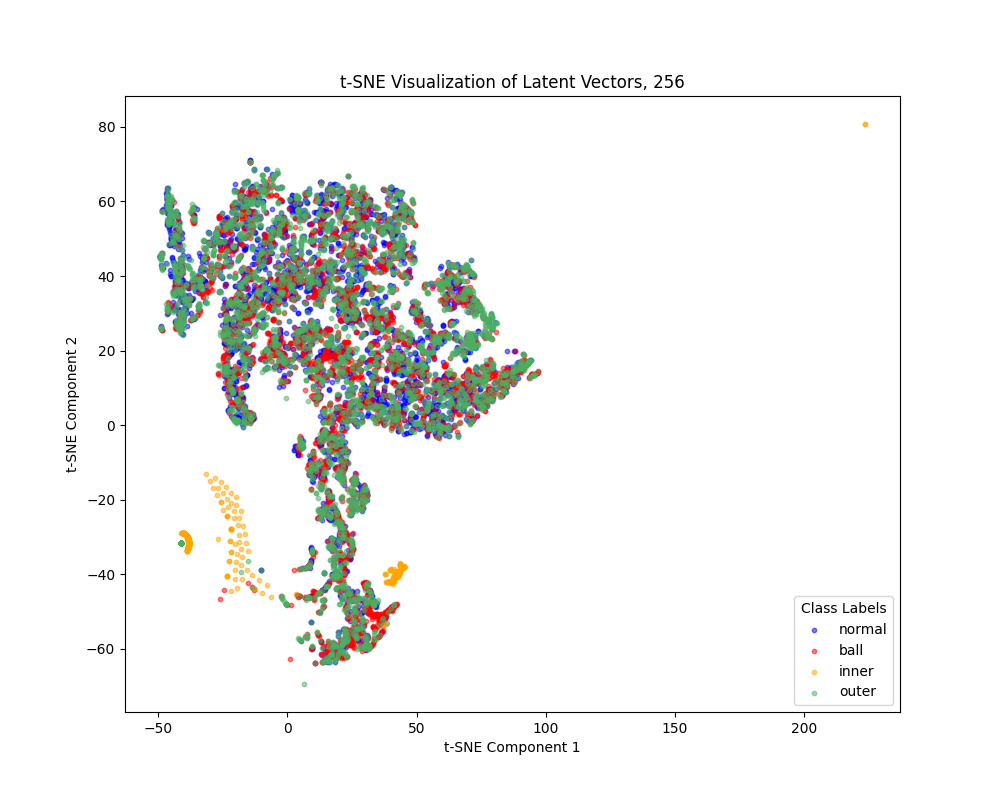 t-SNE Visualization of Latent Vectors, 256
t-SNE Component 2
80
60
40
20
0
−20
−40
−60
−50
0
50
100
150
200
t-SNE Component 1
Class Labels
normal
ball
inner
outer